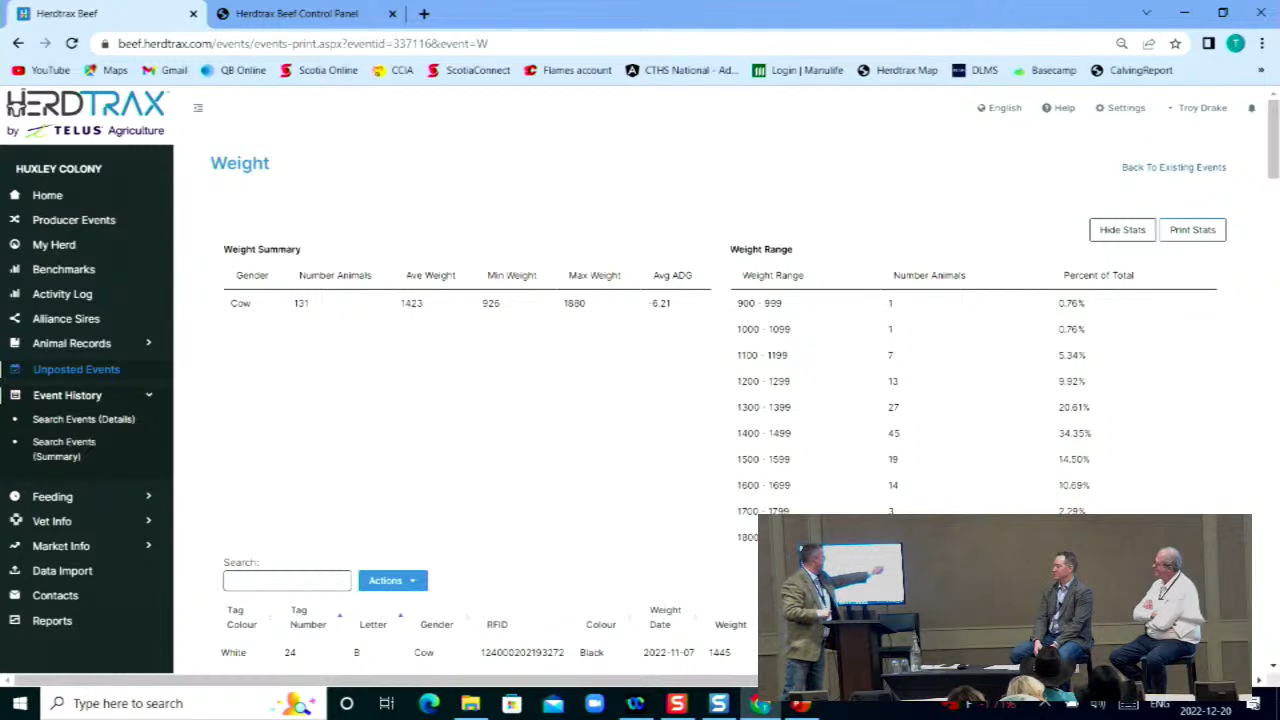 Herdtrax Beef
Herdtrax Beef Control Panel
beef.herdtrax.com/events/events-print.aspx?eventid=337116&event=W
T
YouTube Maps Gmail QB Online Scotia Online CCIA ScotiaConnect Flames account CTHS National - Ad... Login | Manulife Herdtrax Map DLMS Basecamp CalvingReport »
HERDTRAX
by TELUS Agriculture
English Help Settings Troy Drake
HUXLEY COLONY
Home
Producer Events
My Herd
Benchmarks
Activity Log
Alliance Sires
Animal Records
Unposted Events
Event History
Search Events (Details)
Search Events
(Summary)
Feeding
Vet Info
Market Info
Data Import
Contacts
Reports
Weight
Back To Existing Events
Hide Stats Print Stats
Weight Summary
Gender Number Animals Ave Weight Min Weight Max Weight Avg ADG
Cow 131 1423 926 1880 -6.21
Weight Range
Weight Range Number Animals Percent of Total
900 - 999 1 0.76%
1000 - 1099 1 0.76%
1100 - 1199 7 5.34%
1200 - 1299 13 9.92%
1300 - 1399 27 20.61%
1400 - 1499 45 34.35%
1500 - 1599 19 14.50%
1600 - 1699 14 10.69%
1700 - 1799 3 2.29%
1800
Search:
Actions
Tag Colour Tag Number Letter Gender RFID Colour Weight Date Weight
White 24 B Cow 124000202193272 Black 2022-11-07 1445
Type here to search
ENG
2022-12-20